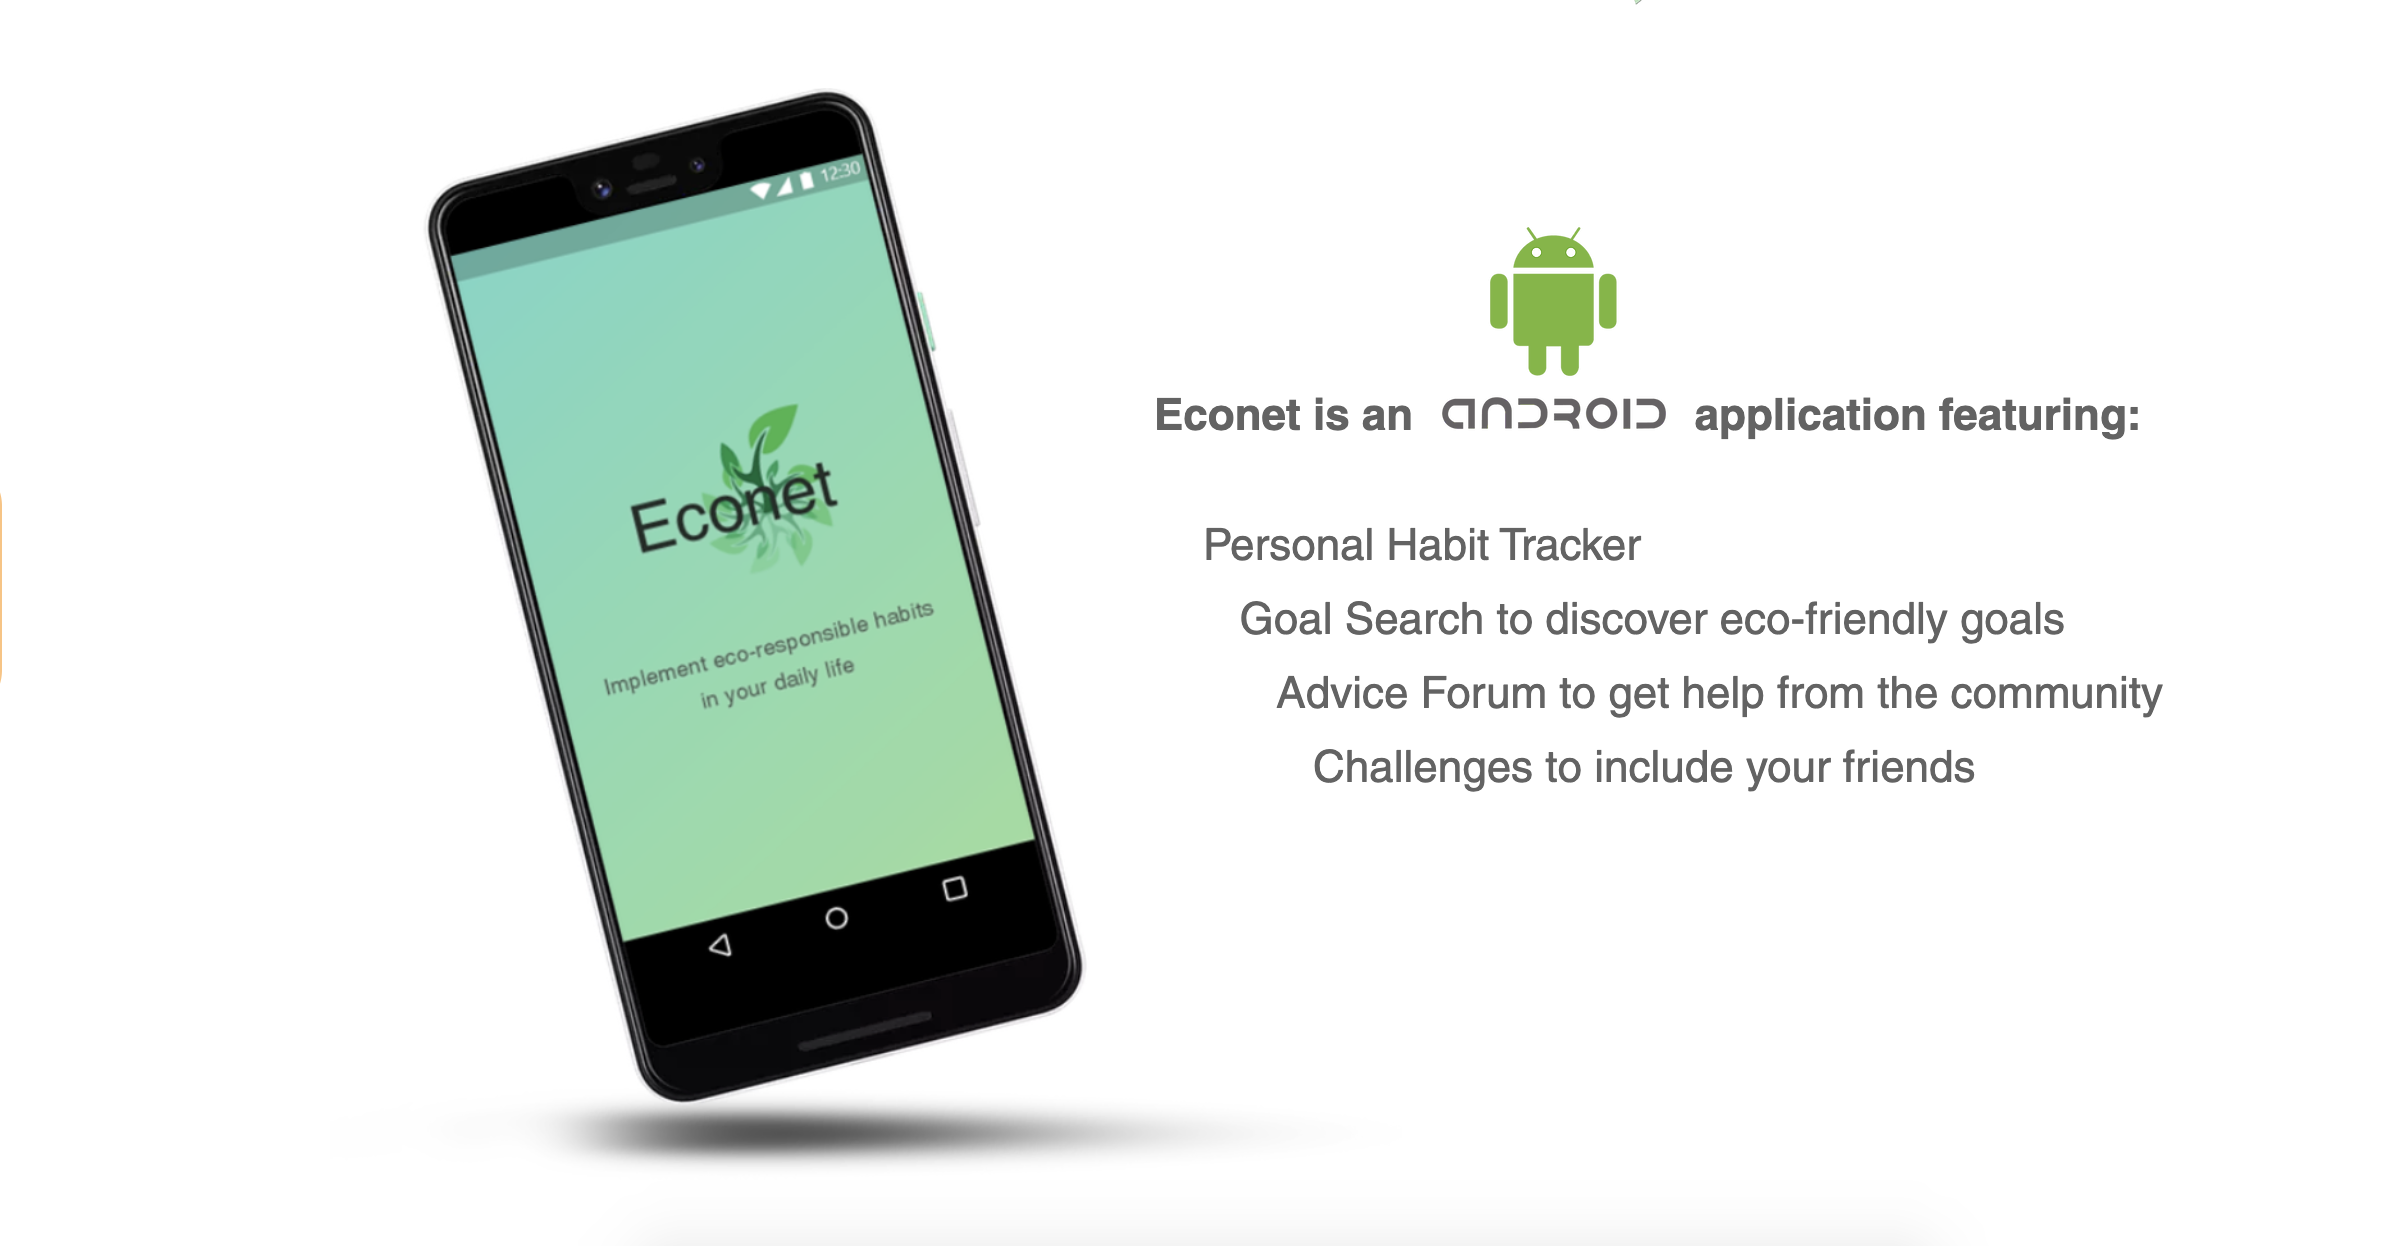 12:30
Econet
Implement eco-responsible habits
in your daily life
Econet is an ANDROID application featuring:
Personal Habit Tracker
Goal Search to discover eco-friendly goals
Advice Forum to get help from the community
Challenges to include your friends